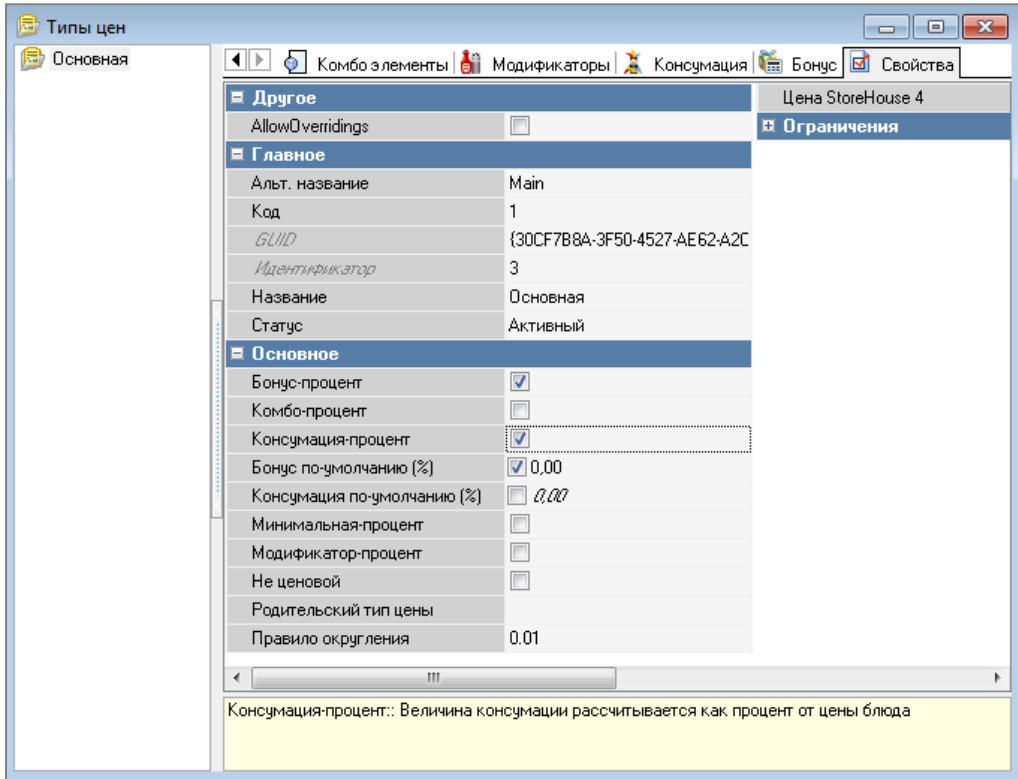 Типы цен
Основная
Комбо элементы Модификаторы Консумация Бонус Свойства
Другое
AllowOverridings
Главное
Альт. название Main
Код 1
GUID {30CF7B8A-3F50-4527-AE62-A2D
Идентификатор 3
Название Основная
Статус Активный
Основное
Бонус-процент
Комбо-процент
Консумация-процент
Бонус по-умолчанию (%) 0,00
Консумация по-умолчанию (%) 0,00
Минимальная-процент
Модификатор-процент
Не ценовой
Родительский тип цены
Правило округления 0.01
Цена StoreHouse 4
Ограничения
Консумация-процент:: Величина консумации рассчитывается как процент от цены блюда